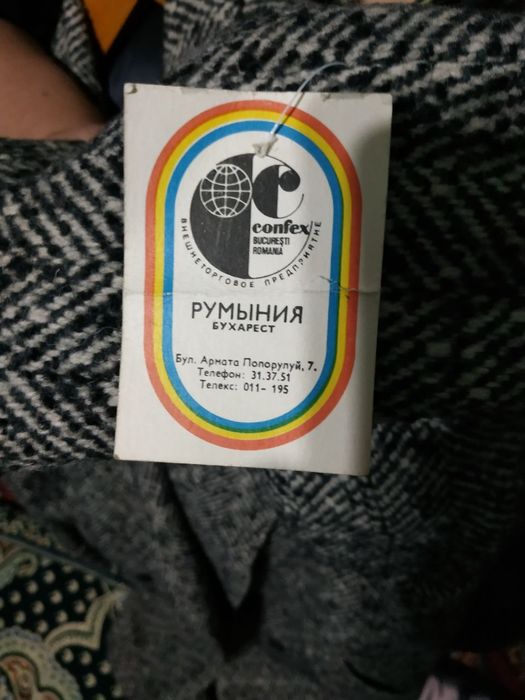 confex
BUCUREŞTI
ROMANIA
ВНЕШНЕТОРГОВОЕ ПРЕДПРИЯТИЕ
РУМЫНИЯ
БУХАРЕСТ
Бул. Армата Попорулуй, 7.
Телефон: 31.37.51
Телекс: 011- 195